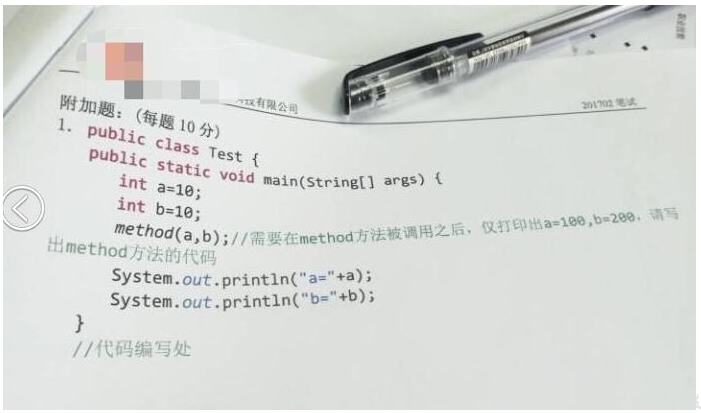 技有限公司
201702 笔试
附加题：(每题 10 分)
1. public class Test {
public static void main(String[] args) {
int a=10;
int b=10;
method(a,b);//需要在method方法被调用之后，仅打印出a=100,b=200，请写
出method方法的代码
System.out.println("a="+a);
System.out.println("b="+b);
}
//代码编写处